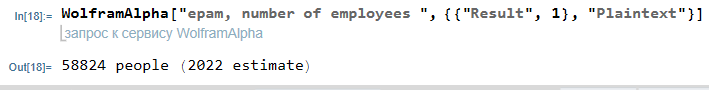 In[18]:= WolframAlpha["epam, number of employees ", {{"Result", 1}, "Plaintext"}]
запрос к сервису WolframAlpha
Out[18]= 58824 people (2022 estimate)